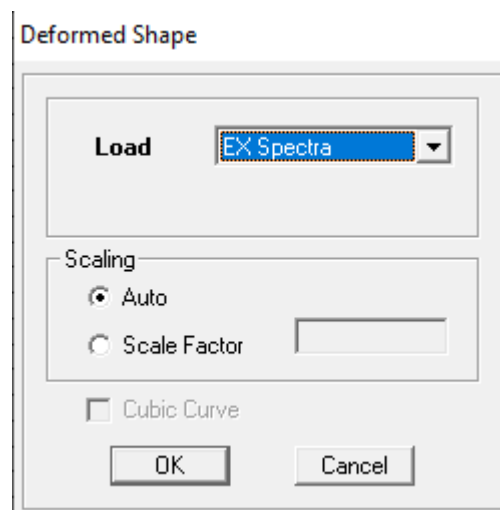 Deformed Shape
Load EX Spectra
Scaling
Auto
Scale Factor
Cubic Curve
OK Cancel